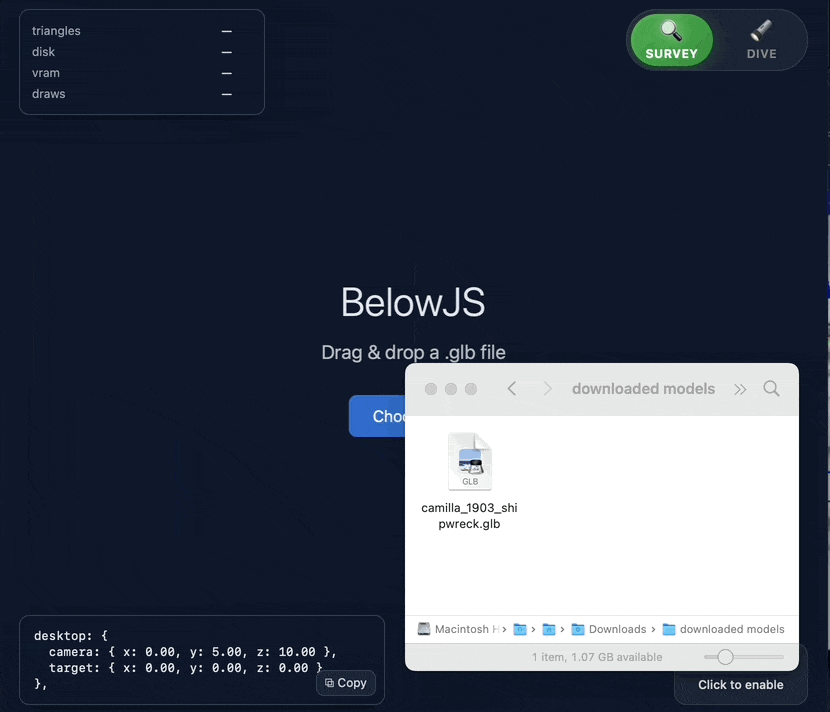 triangles —
disk —
vram —
draws —
SURVEY
DIVE
BelowJS
Drag & drop a .glb file
Choo
downloaded models
GLB
camilla_1903_shi
pwreck.glb
Macintosh H › › › Downloads › downloaded models
1 item, 1.07 GB available
desktop: {
camera: { x: 0.00, y: 5.00, z: 10.00 },
target: { x: 0.00, y: 0.00, z: 0.00 }
},
Copy
Click to enable